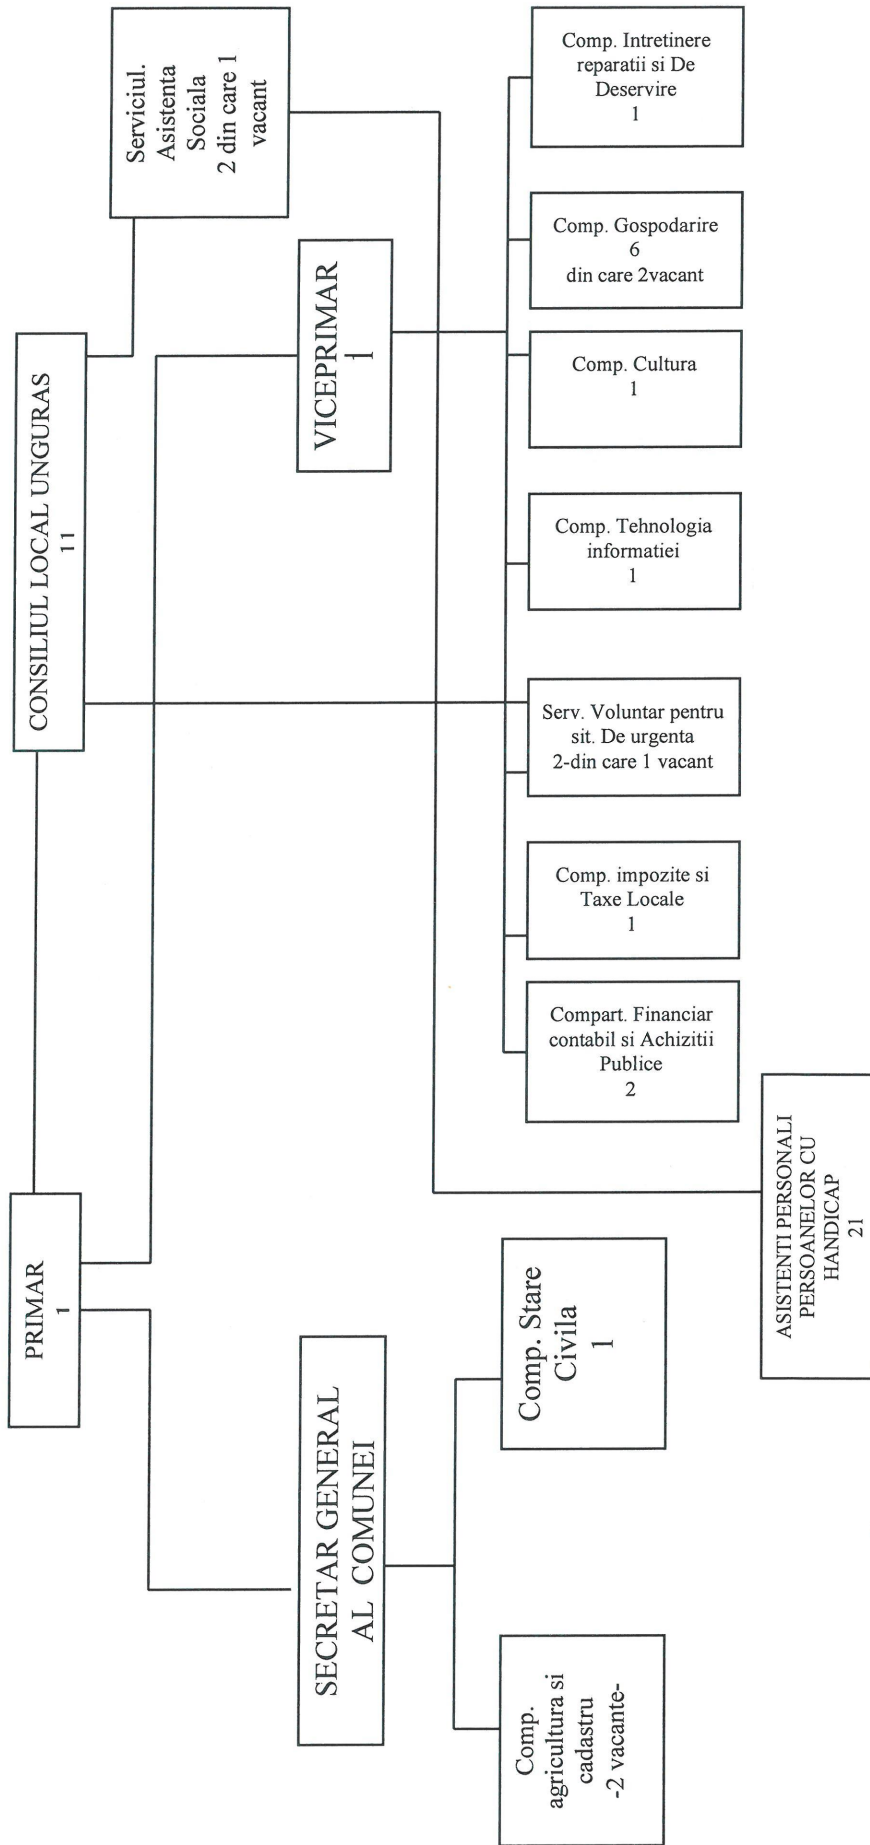 PRIMAR
1
CONSILIUL LOCAL UNGURAS
11
Serviciul.
Asistenta
Sociala
2 din care 1
vacant
SECRETAR GENERAL
AL COMUNEI
VICEPRIMAR
1
Comp.
agricultura si
cadastru
-2 vacante-
Comp. Stare
Civila
1
Compart. Financiar
contabil si Achizitii
Publice
2
Comp. impozite si
Taxe Locale
1
Serv. Voluntar pentru
sit. De urgenta
2-din care 1 vacant
Comp. Tehnologia
informatiei
1
Comp. Cultura
1
Comp. Gospodarire
6
din care 2vacant
Comp. Intretinere
reparatii si De
Deservire
1
ASISTENTI PERSONALI
PERSOANELOR CU
HANDICAP
21